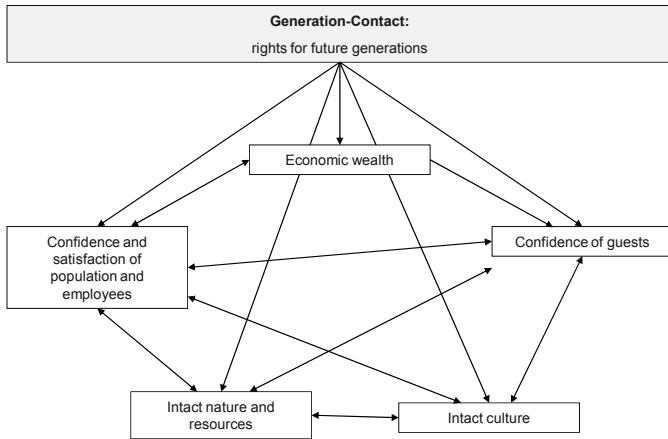 Generation-Contact:
rights for future generations
Economic wealth
Confidence and
satisfaction of
population and
employees
Confidence of guests
Intact nature and
resources
Intact culture